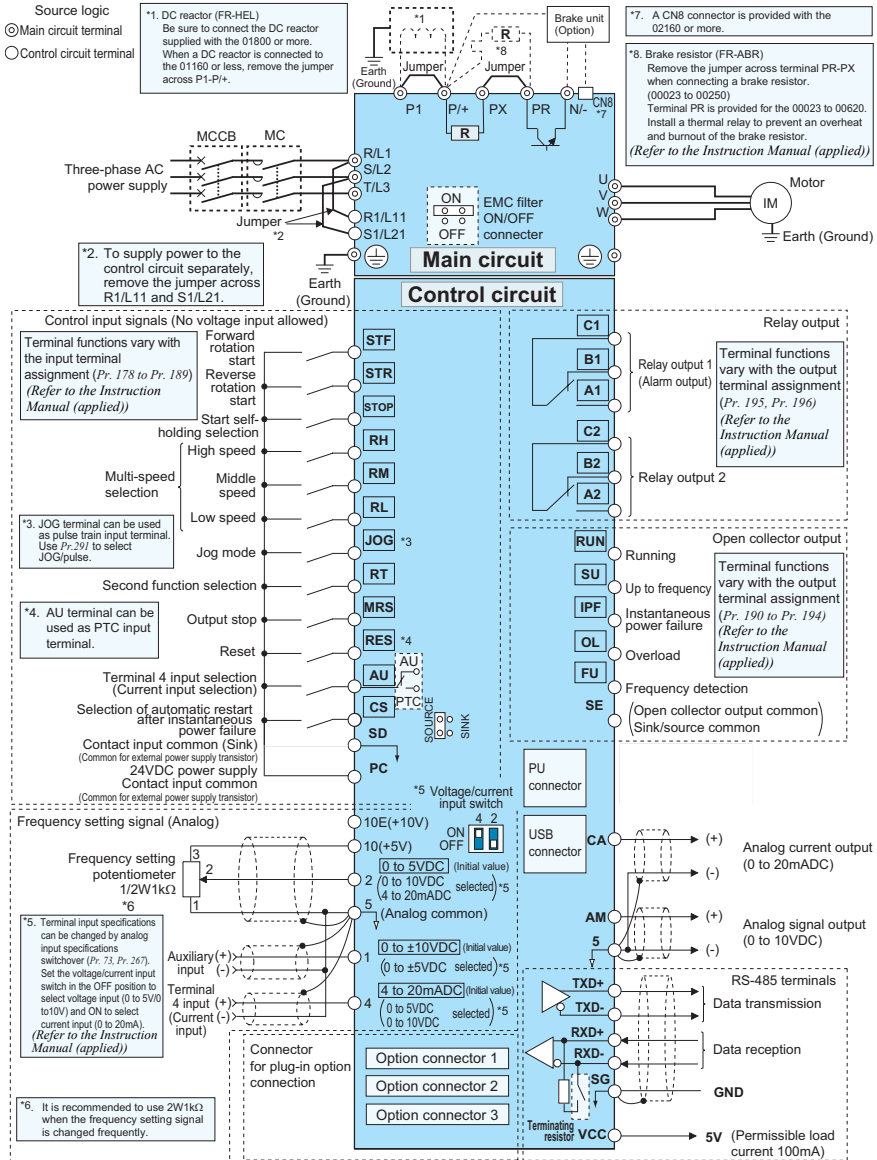 Source logic
Main circuit terminal
Control circuit terminal
*1. DC reactor (FR-HEL)
Be sure to connect the DC reactor
supplied with the 01800 or more.
When a DC reactor is connected to
the 01160 or less, remove the jumper
across P1-P/+.
*1
Earth
(Ground)
Jumper
R
*8
Jumper
Brake unit
(Option)
*7. A CN8 connector is provided with the
02160 or more.
*8. Brake resistor (FR-ABR)
Remove the jumper across terminal PR-PX
when connecting a brake resistor.
(00023 to 00250)
Terminal PR is provided for the 00023 to 00620.
Install a thermal relay to prevent an overheat
and burnout of the brake resistor.
(Refer to the Instruction Manual (applied))
P1
P/+
PX
PR
N/-
CN8
*7
R
MCCB
MC
Three-phase AC
power supply
R/L1
S/L2
T/L3
R1/L11
S1/L21
Jumper
*2
ON
OFF
EMC filter
ON/OFF
connecter
U
V
W
Motor
IM
Earth (Ground)
*2. To supply power to the
control circuit separately,
remove the jumper across
R1/L11 and S1/L21.
Earth
(Ground)
Main circuit
Control circuit
Control input signals (No voltage input allowed)
Terminal functions vary with
the input terminal
assignment (Pr. 178 to Pr. 189)
(Refer to the Instruction
Manual (applied))
Forward
rotation
start
STF
Reverse
rotation
start
STR
Start self-
holding selection
STOP
Multi-speed
selection
High speed
RH
Middle
speed
RM
Low speed
RL
*3. JOG terminal can be used
as pulse train input terminal.
Use Pr.291 to select
JOG/pulse.
Jog mode
JOG
*3
Second function selection
RT
*4. AU terminal can be
used as PTC input
terminal.
Output stop
MRS
Reset
RES
*4
Terminal 4 input selection
(Current input selection)
AU
AU
PTC
Selection of automatic restart
after instantaneous
power failure
CS
SOURCE
SINK
Contact input common (Sink)
(Common for external power supply transistor)
SD
24VDC power supply
Contact input common
(Common for external power supply transistor)
PC
Relay output
C1
B1
A1
Relay output 1
(Alarm output)
Terminal functions
vary with the output
terminal assignment
(Pr. 195, Pr. 196)
(Refer to the
Instruction Manual
(applied))
C2
B2
A2
Relay output 2
Open collector output
RUN
Running
SU
Up to frequency
IPF
Instantaneous
power failure
OL
Overload
FU
Frequency detection
SE
(Open collector output common)
Sink/source common
Terminal functions
vary with the output
terminal assignment
(Pr. 190 to Pr. 194)
(Refer to the
Instruction Manual
(applied))
PU
connector
USB
connector
*5 Voltage/current
input switch
4 2
ON
OFF
Frequency setting signal (Analog)
10E(+10V)
10(+5V)
Frequency setting
potentiometer
1/2W1kΩ
*6
3
2
1
2
0 to 5VDC (Initial value)
(0 to 10VDC
4 to 20mADC selected) *5
5
(Analog common)
*5. Terminal input specifications
can be changed by analog
input specifications
switchover (Pr. 73, Pr. 267).
Set the voltage/current input
switch in the OFF position to
select voltage input (0 to 5V/0
to10V) and ON to select
current input (0 to 20mA).
(Refer to the Instruction
Manual (applied))
Auxiliary (+)
input (-)
1
0 to ±10VDC (Initial value)
(0 to ±5VDC selected) *5
Terminal
4 input (+)
(Current (-)
input)
4
4 to 20mADC (Initial value)
(0 to 5VDC
0 to 10VDC selected) *5
CA
(+)
(-)
Analog current output
(0 to 20mADC)
AM
(+)
5
(-)
Analog signal output
(0 to 10VDC)
RS-485 terminals
TXD+
TXD-
Data transmission
RXD+
RXD-
Data reception
SG
GND
Terminating
resistor
VCC
5V (Permissible load
current 100mA)
Connector
for plug-in option
connection
Option connector 1
Option connector 2
Option connector 3
*6. It is recommended to use 2W1kΩ
when the frequency setting signal
is changed frequently.